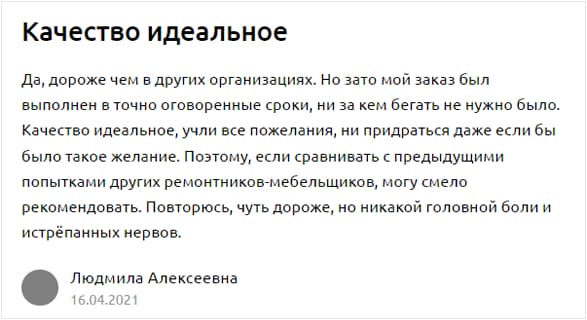 Качество идеальное
Да, дороже чем в других организациях. Но зато мой заказ был
выполнен в точно оговоренные сроки, ни за кем бегать не нужно было.
Качество идеальное, учли все пожелания, ни придраться даже если бы
было такое желание. Поэтому, если сравнивать с предыдущими
попытками других ремонтников-мебельщиков, могу смело
рекомендовать. Повторюсь, чуть дороже, но никакой головной боли и
истрёпанных нервов.
Людмила Алексеевна
16.04.2021